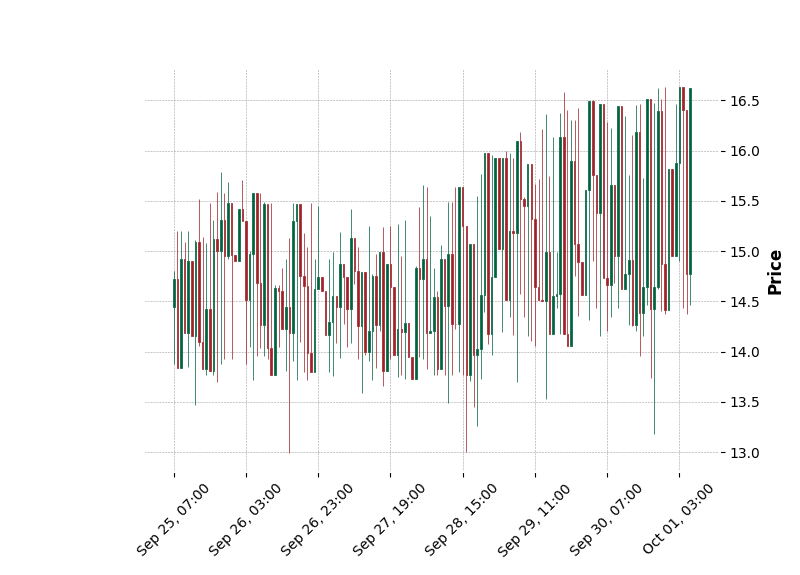 16.5
16.0
15.5
15.0
14.5
14.0
13.5
13.0
Price
Sep 25, 07:00
Sep 26, 03:00
Sep 26, 23:00
Sep 27, 19:00
Sep 28, 15:00
Sep 29, 11:00
Sep 30, 07:00
Oct 01, 03:00